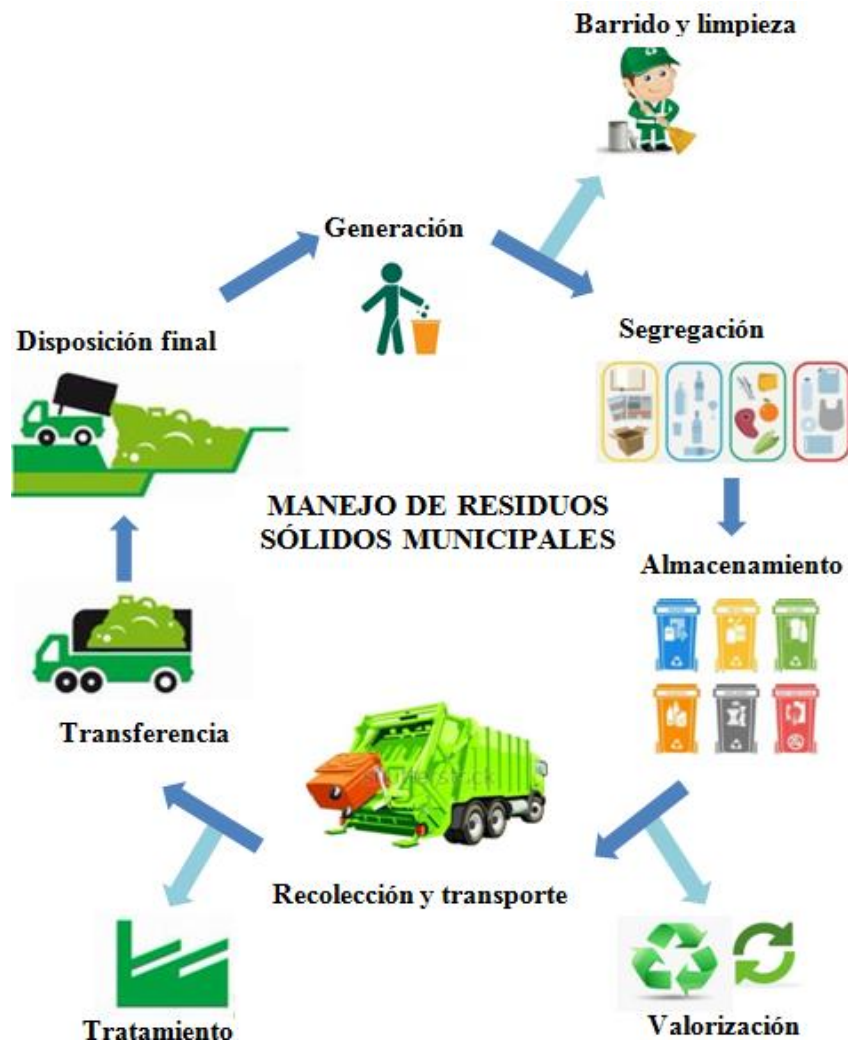 Barrido y limpieza
Generación
Segregación
Disposición final
MANEJO DE RESIDUOS
SÓLIDOS MUNICIPALES
Almacenamiento
Transferencia
Recolección y transporte
Tratamiento
Valorización